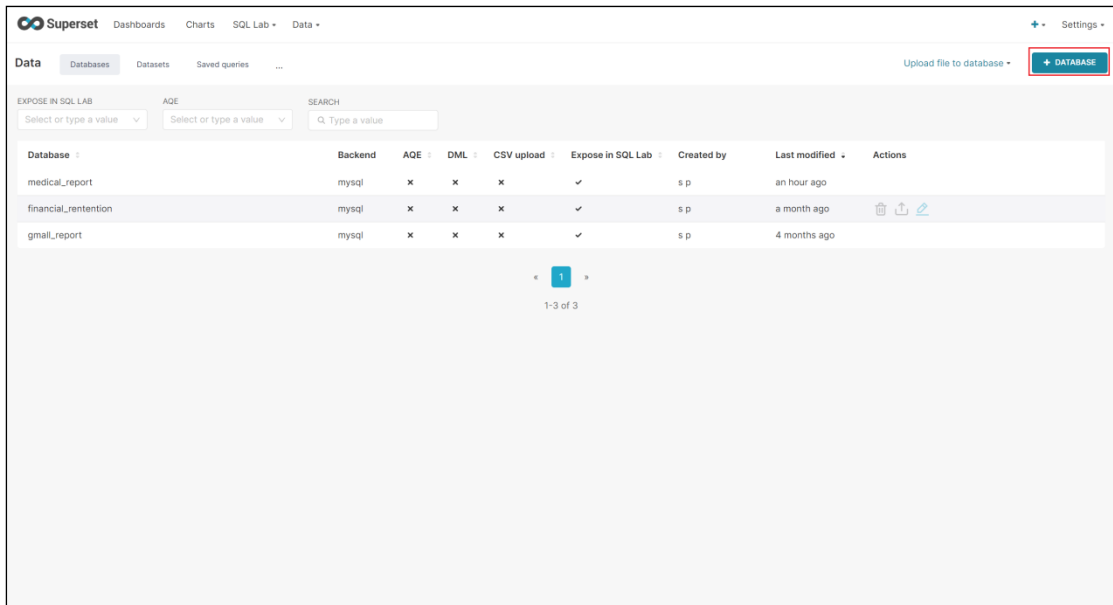 Superset Dashboards Charts SQL Lab Data + Settings
Data Databases Datasets Saved queries ... Upload file to database + DATABASE
EXPOSE IN SQL LAB AQE SEARCH
Select or type a value Select or type a value Type a value
Database Backend AQE DML CSV upload Expose in SQL Lab Created by Last modified Actions
medical_report mysql × × × ✓ s p an hour ago
financial_rentention mysql × × × ✓ s p a month ago
gmall_report mysql × × × ✓ s p 4 months ago
« 1 »
1-3 of 3